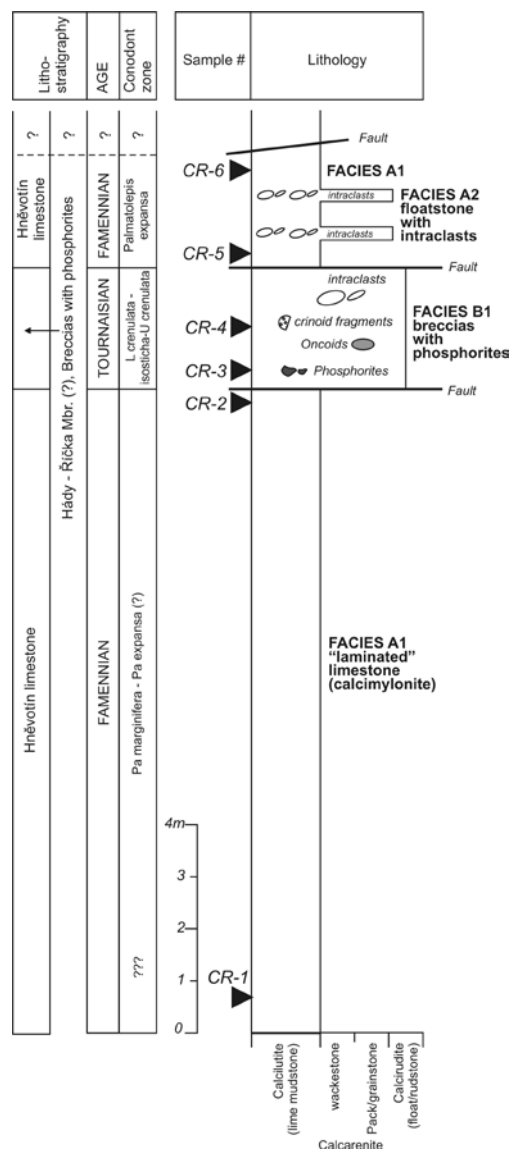 Litho-
stratigraphy
AGE
Conodont
zone
Sample #
Lithology
?
?
?
?
Fault
Hněvotín
limestone
Hády - Říčka Mbr. (?), Breccias with phosphorites
FAMENNIAN
Palmatolepis
expansa
CR-6
FACIES A1
intraclasts
FACIES A2
floatstone
with
intraclasts
intraclasts
CR-5
Fault
TOURNAISIAN
L crenulata -
isosticha-U crenulata
intraclasts
CR-4
crinoid fragments
Oncoids
FACIES B1
breccias
with
phosphorites
CR-3
Phosphorites
Fault
CR-2
Hněvotín limestone
FAMENNIAN
Pa marginifera - Pa expansa (?)
FACIES A1
“laminated”
limestone
(calcimylonite)
4m
3
2
???
CR-1
1
0
Calcilutite
(lime mudstone)
wackestone
Pack/grainstone
Calcirudite
(float/rudstone)
Calcarenite